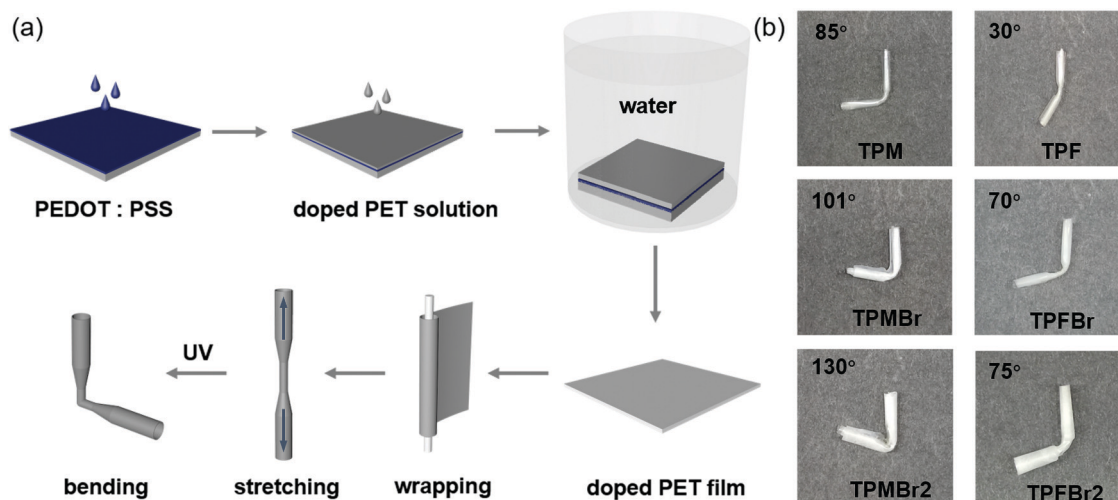 (a)
PEDOT : PSS
doped PET solution
water
UV
bending
stretching
wrapping
doped PET film
(b)
85°
TPM
30°
TPF
101°
TPMBr
70°
TPFBr
130°
TPMBr2
75°
TPFBr2